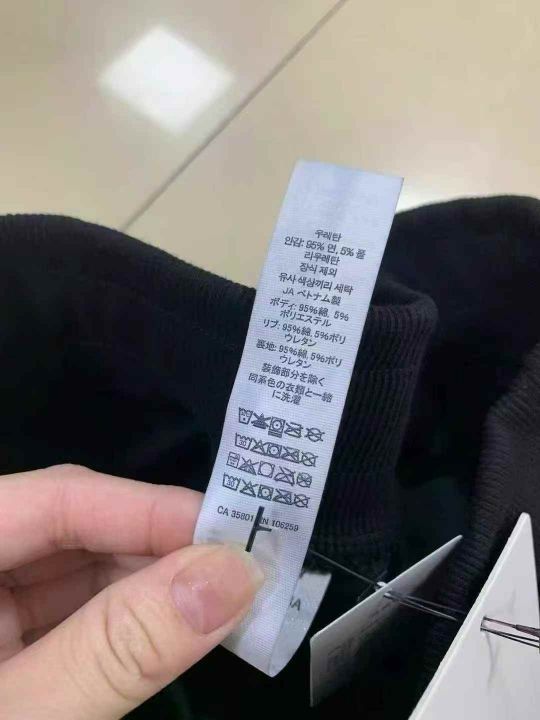 우레탄
안감: 95% 면, 5% 폴
리우레탄
장식 제외
유사 색상끼리 세탁
JA ベトナム製
ボディ: 95%綿, 5%
ポリエステル
リブ: 95%綿, 5%ポリ
ウレタン
裏地: 95%綿, 5%ポリ
ウレタン
装飾部分を除く
同系色の衣類と一緒
に洗濯
CA 35801 RN 106259